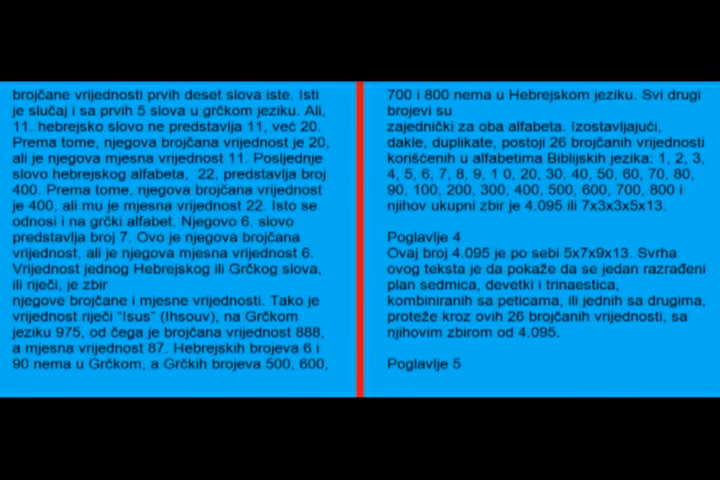 brojčane vrijednosti prvih deset slova iste. Isti
je slučaj i sa prvih 5 slova u grčkom jeziku. Ali,
11. hebrejsko slovo ne predstavlja 11, već 20.
Prema tome, njegova brojčana vrijednost je 20,
ali je njegova mjesna vrijednost 11. Posljednje
slovo hebrejskog alfabeta,  22, predstavlja broj
400. Prema tome, njegova brojčana vrijednost
je 400, ali mu je mjesna vrijednost 22. Isto se
odnosi i na grčki alfabet. Njegovo 6. slovo
predstavlja broj 7. Ovo je njegova brojčana
vrijednost, ali je njegova mjesna vrijednost 6.
Vrijednost jednog Hebrejskog ili Grčkog slova,
ili riječi, je zbir
njegove brojčane i mjesne vrijednosti. Tako je
vrijednost riječi "Isus" (Ihsouv), na Grčkom
jeziku 975, od čega je brojčana vrijednost 888,
a mjesna vrijednost 87. Hebrejskih brojeva 6 i
90 nema u Grčkom, a Grčkih brojeva 500, 600,
700 i 800 nema u Hebrejskom jeziku. Svi drugi
brojevi su
zajednički za oba alfabeta. Izostavljajući,
dakle, duplikate, postoji 26 brojčanih vrijednosti
korišćenih u alfabetima Biblijskih jezika: 1, 2, 3,
4, 5, 6, 7, 8, 9, 1 0, 20, 30, 40, 50, 60, 70, 80,
90, 100, 200, 300, 400, 500, 600, 700, 800 i
njihov ukupni zbir je 4.095 ili 7x3x3x5x13.
Poglavlje 4
Ovaj broj 4.095 je po sebi 5x7x9x13. Svrha
ovog teksta je da pokaže da se jedan razrađeni
plan sedmica, devetki i trinaestica,
kombiniranih sa peticama, ili jednih sa drugima,
proteže kroz ovih 26 brojčanih vrijednosti, sa
njihovim zbirom od 4.095.
Poglavlje 5